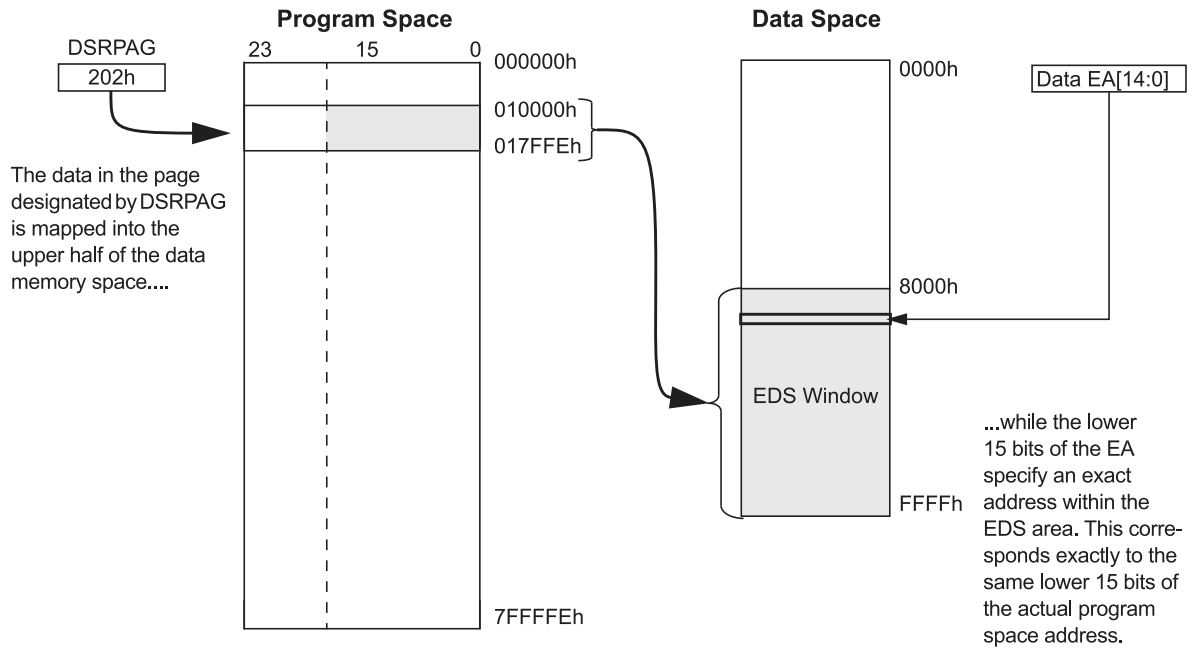 Program Space
Data Space
DSRPAG
202h
23 15 0
000000h
010000h
017FFEh
7FFFFEh
The data in the page
designated by DSRPAG
is mapped into the
upper half of the data
memory space....
0000h
8000h
EDS Window
FFFFh
Data EA[14:0]
...while the lower
15 bits of the EA
specify an exact
address within the
EDS area. This corre-
sponds exactly to the
same lower 15 bits of
the actual program
space address.